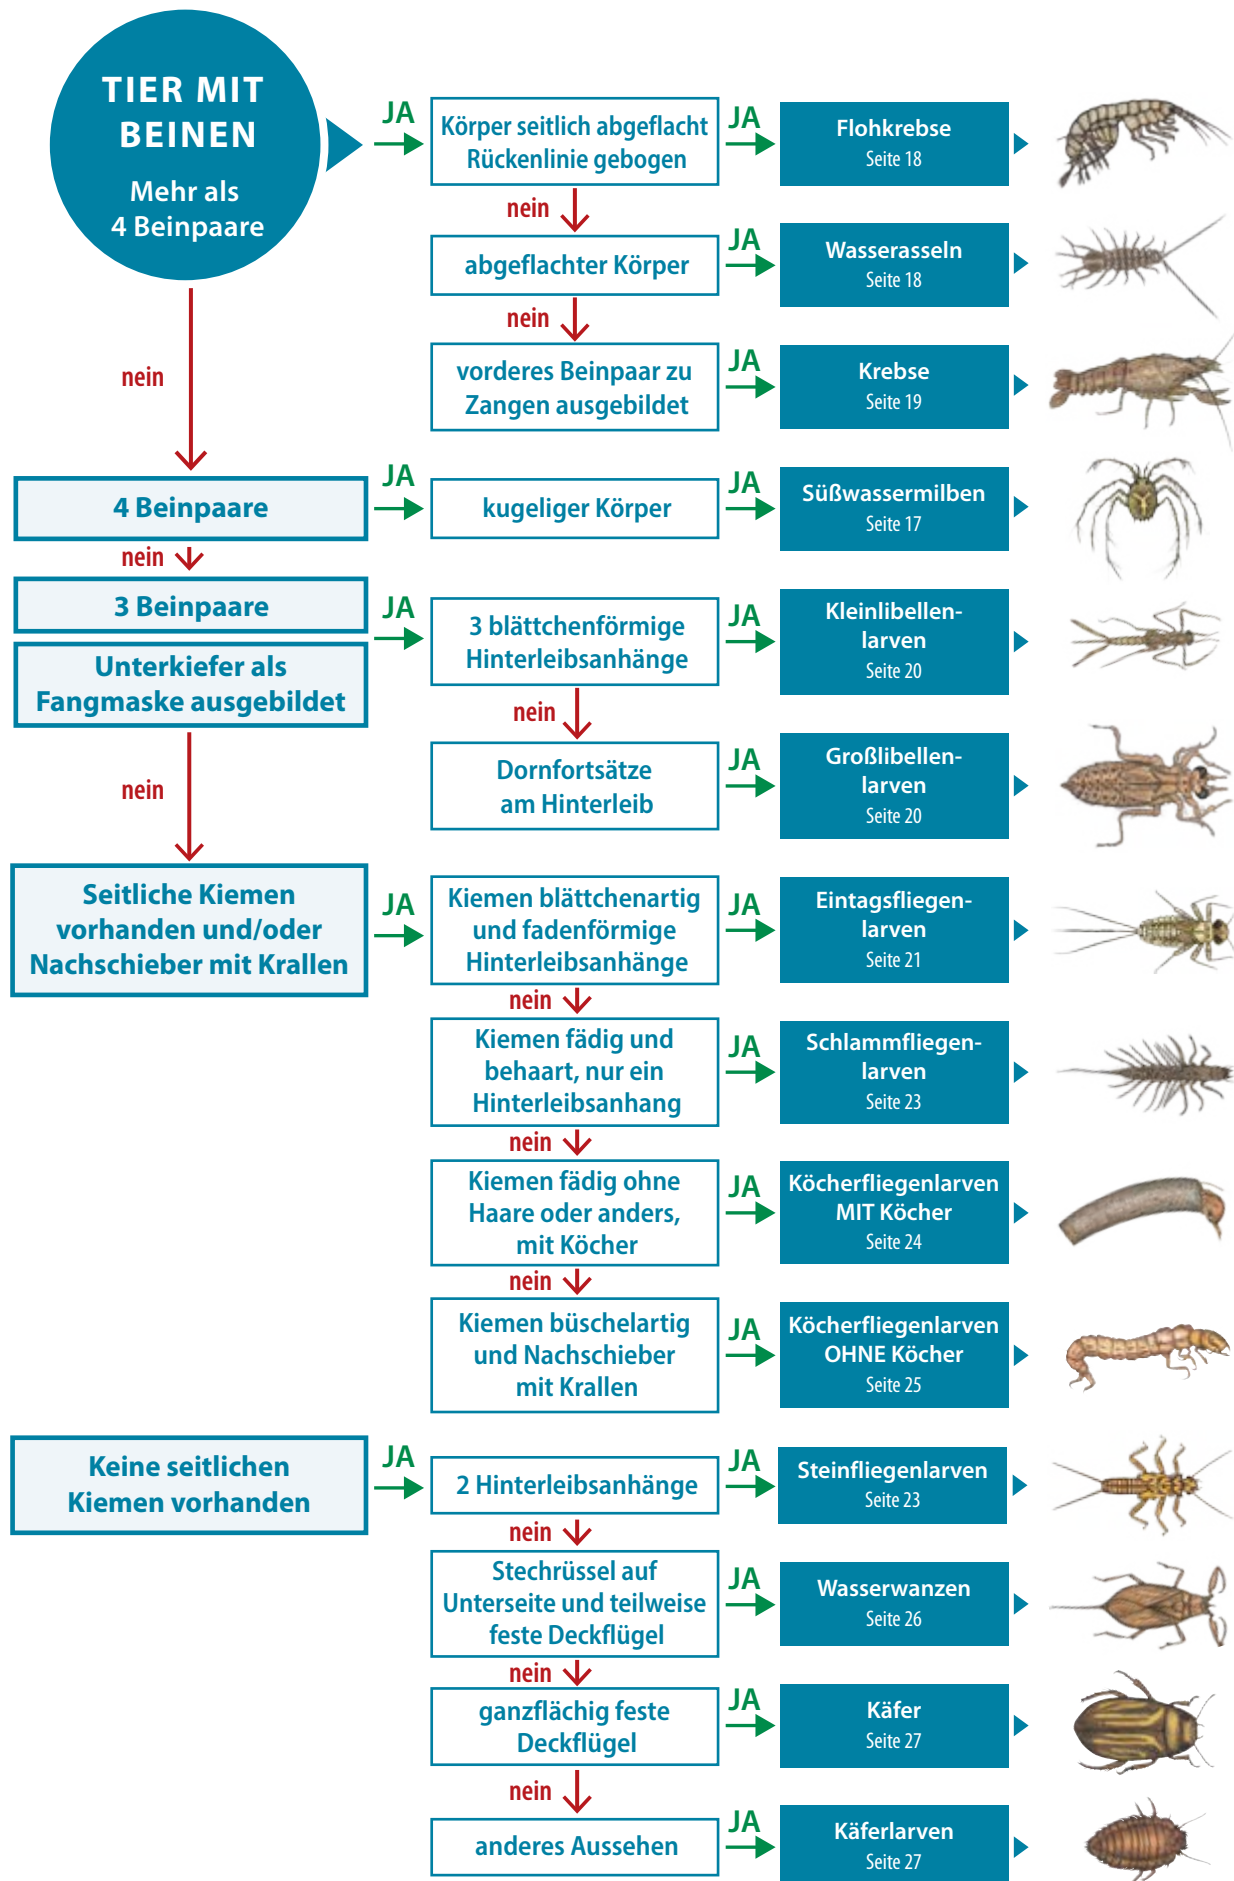 TIER MIT
BEINEN
Mehr als
4 Beinpaare
JA
Körper seitlich abgeflacht
Rückenlinie gebogen
JA
Flohkrebse
Seite 18
nein
abgeflachter Körper
JA
Wasserasseln
Seite 18
nein
vorderes Beinpaar zu
Zangen ausgebildet
JA
Krebse
Seite 19
nein
4 Beinpaare
JA
kugeliger Körper
JA
Süßwassermilben
Seite 17
nein
3 Beinpaare
Unterkiefer als
Fangmaske ausgebildet
JA
3 blättchenförmige
Hinterleibsanhänge
JA
Kleinlibellen-
larven
Seite 20
nein
Dornfortsätze
am Hinterleib
JA
Großlibellen-
larven
Seite 20
nein
Seitliche Kiemen
vorhanden und/oder
Nachschieber mit Krallen
JA
Kiemen blättchenartig
und fadenförmige
Hinterleibsanhänge
JA
Eintagsfliegen-
larven
Seite 21
nein
Kiemen fädig und
behaart, nur ein
Hinterleibsanhang
JA
Schlammfliegen-
larven
Seite 23
nein
Kiemen fädig ohne
Haare oder anders,
mit Köcher
JA
Köcherfliegenlarven
MIT Köcher
Seite 24
nein
Kiemen büschelartig
und Nachschieber
mit Krallen
JA
Köcherfliegenlarven
OHNE Köcher
Seite 25
Keine seitlichen
Kiemen vorhanden
JA
2 Hinterleibsanhänge
JA
Steinfliegenlarven
Seite 23
nein
Stechrüssel auf
Unterseite und teilweise
feste Deckflügel
JA
Wasserwanzen
Seite 26
nein
ganzflächig feste
Deckflügel
JA
Käfer
Seite 27
nein
anderes Aussehen
JA
Käferlarven
Seite 27